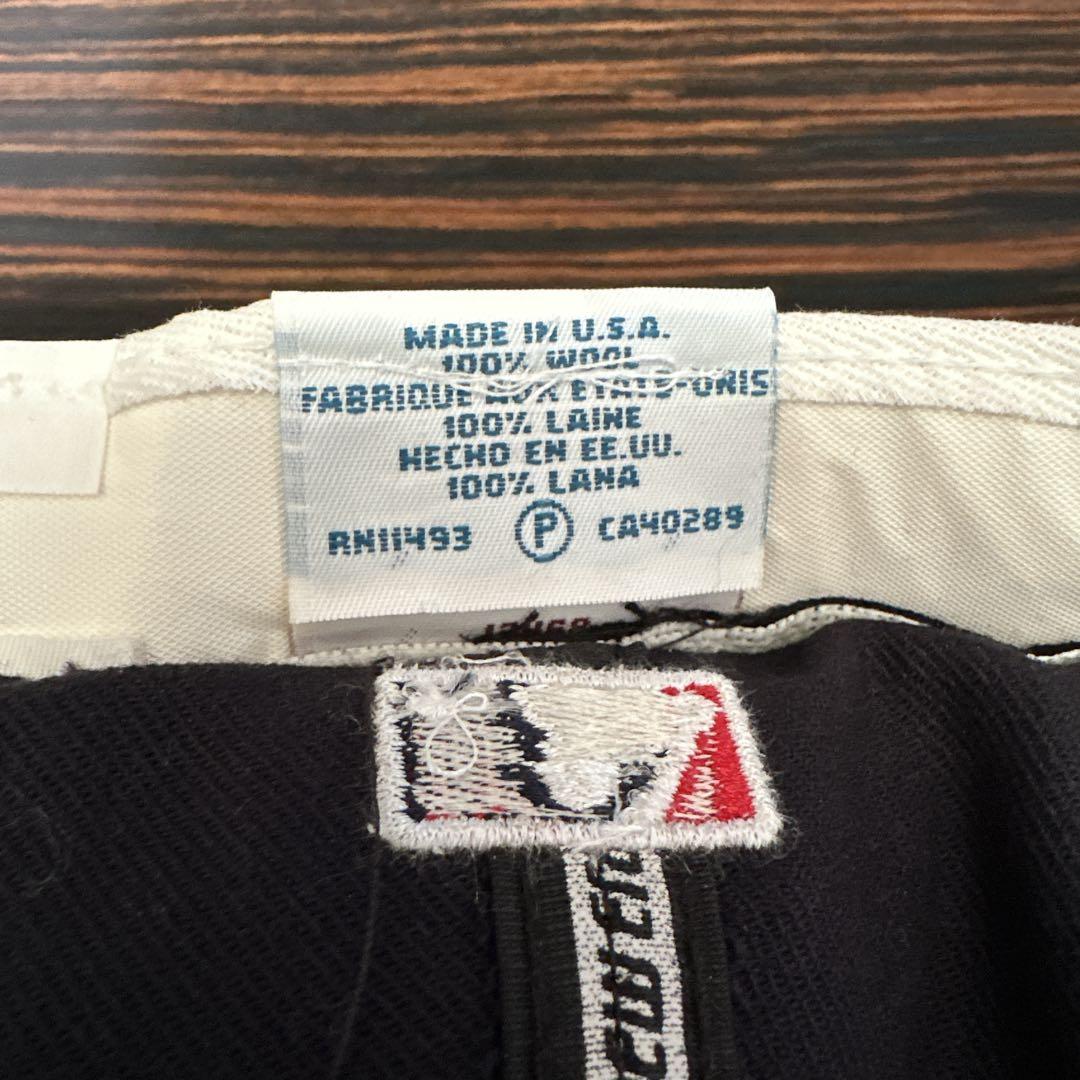 MADE IN U.S.A.
100% WOOL
FABRIQUE AUX ETATS-UNIS
100% LAINE
HECHO EN EE.UU.
100% LANA
RN11493 P CA40289